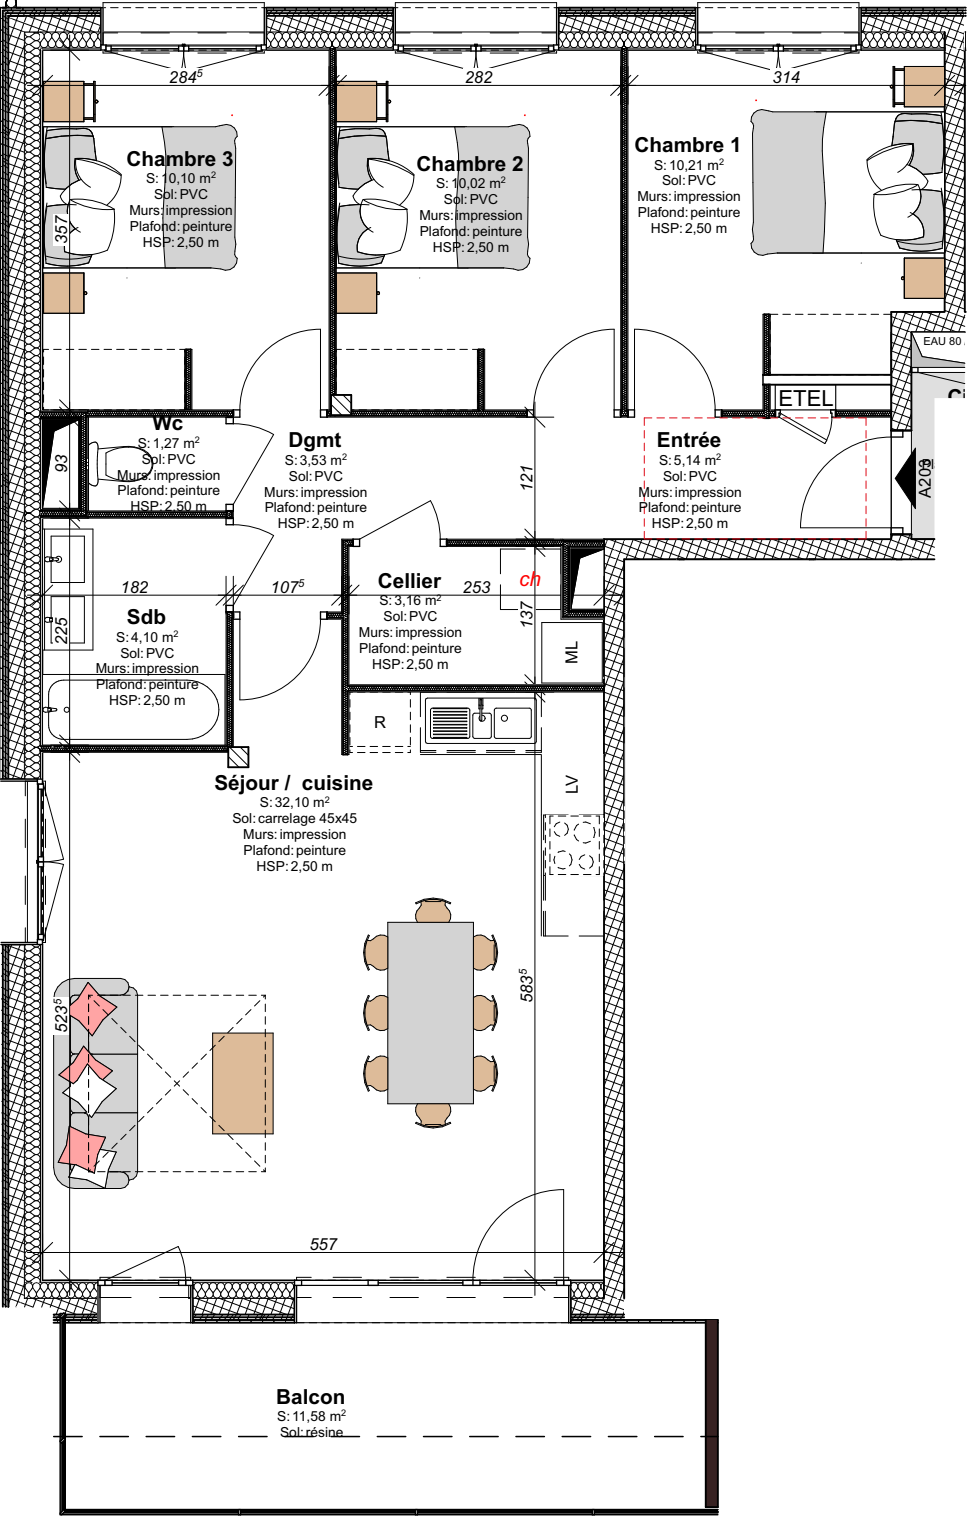 284⁵
282
314
Chambre 3
S: 10,10 m²
Sol: PVC
Murs: impression
Plafond: peinture
HSP: 2,50 m
357
Chambre 2
S: 10,02 m²
Sol: PVC
Murs: impression
Plafond: peinture
HSP: 2,50 m
Chambre 1
S: 10,21 m²
Sol: PVC
Murs: impression
Plafond: peinture
HSP: 2,50 m
EAU 80
ETEL
Wc
S: 1,27 m²
Sol: PVC
Murs: impression
Plafond: peinture
HSP: 2,50 m
93
Dgmt
S: 3,53 m²
Sol: PVC
Murs: impression
Plafond: peinture
HSP: 2,50 m
121
Entrée
S: 5,14 m²
Sol: PVC
Murs: impression
Plafond: peinture
HSP: 2,50 m
182
107⁵
253
Sdb
S: 4,10 m²
Sol: PVC
Murs: impression
Plafond: peinture
HSP: 2,50 m
225
Cellier
S: 3,16 m²
Sol: PVC
Murs: impression
Plafond: peinture
HSP: 2,50 m
ch
137
ML
R
LV
Séjour / cuisine
S: 32,10 m²
Sol: carrelage 45x45
Murs: impression
Plafond: peinture
HSP: 2,50 m
523⁵
583⁵
557
Balcon
S: 11,58 m²
Sol: résine